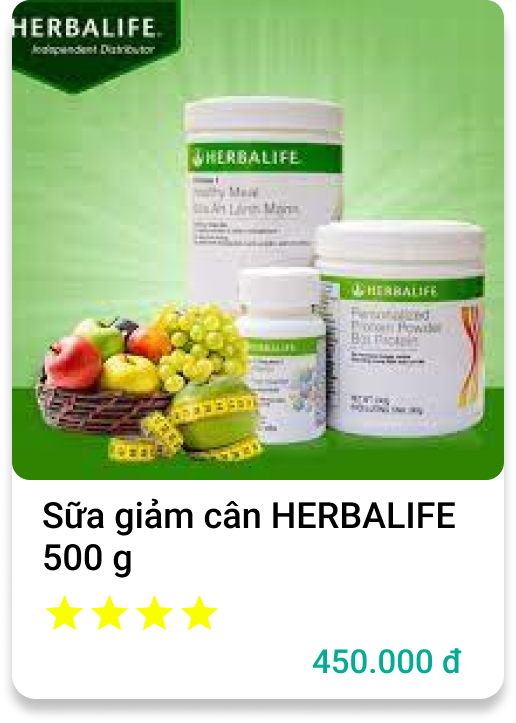 HERBALIFE.
Independent Distributor
HERBALIFE.
Healthy Meal
Bữa Ăn Lành Mạnh
HERBALIFE
Personalized
Protein Powder
Bột Protein
HERBALIFE
Sữa giảm cân HERBALIFE
500 g
450.000 đ